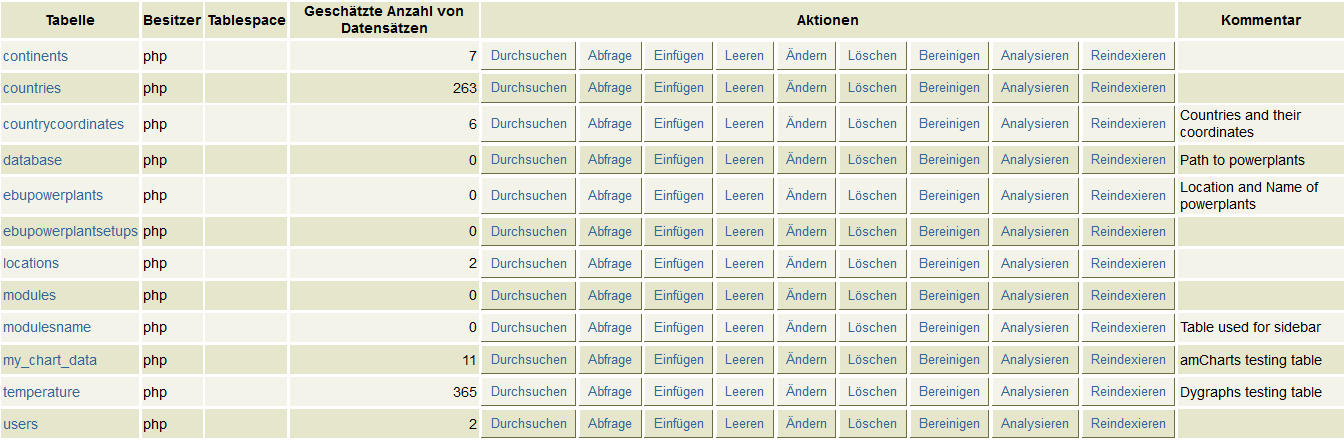 Tabelle Besitzer Tablespace Geschätzte Anzahl von Datensätzen Aktionen Kommentar
continents php 7 Durchsuchen Abfrage Einfügen Leeren Ändern Löschen Bereinigen Analysieren Reindexieren
countries php 263 Durchsuchen Abfrage Einfügen Leeren Ändern Löschen Bereinigen Analysieren Reindexieren
countrycoordinates php 6 Durchsuchen Abfrage Einfügen Leeren Ändern Löschen Bereinigen Analysieren Reindexieren Countries and their coordinates
database php 0 Durchsuchen Abfrage Einfügen Leeren Ändern Löschen Bereinigen Analysieren Reindexieren Path to powerplants
ebupowerplants php 0 Durchsuchen Abfrage Einfügen Leeren Ändern Löschen Bereinigen Analysieren Reindexieren Location and Name of powerplants
ebupowerplantsetups php 0 Durchsuchen Abfrage Einfügen Leeren Ändern Löschen Bereinigen Analysieren Reindexieren
locations php 2 Durchsuchen Abfrage Einfügen Leeren Ändern Löschen Bereinigen Analysieren Reindexieren
modules php 0 Durchsuchen Abfrage Einfügen Leeren Ändern Löschen Bereinigen Analysieren Reindexieren
modulesname php 0 Durchsuchen Abfrage Einfügen Leeren Ändern Löschen Bereinigen Analysieren Reindexieren Table used for sidebar
my_chart_data php 11 Durchsuchen Abfrage Einfügen Leeren Ändern Löschen Bereinigen Analysieren Reindexieren amCharts testing table
temperature php 365 Durchsuchen Abfrage Einfügen Leeren Ändern Löschen Bereinigen Analysieren Reindexieren Dygraphs testing table
users php 2 Durchsuchen Abfrage Einfügen Leeren Ändern Löschen Bereinigen Analysieren Reindexieren